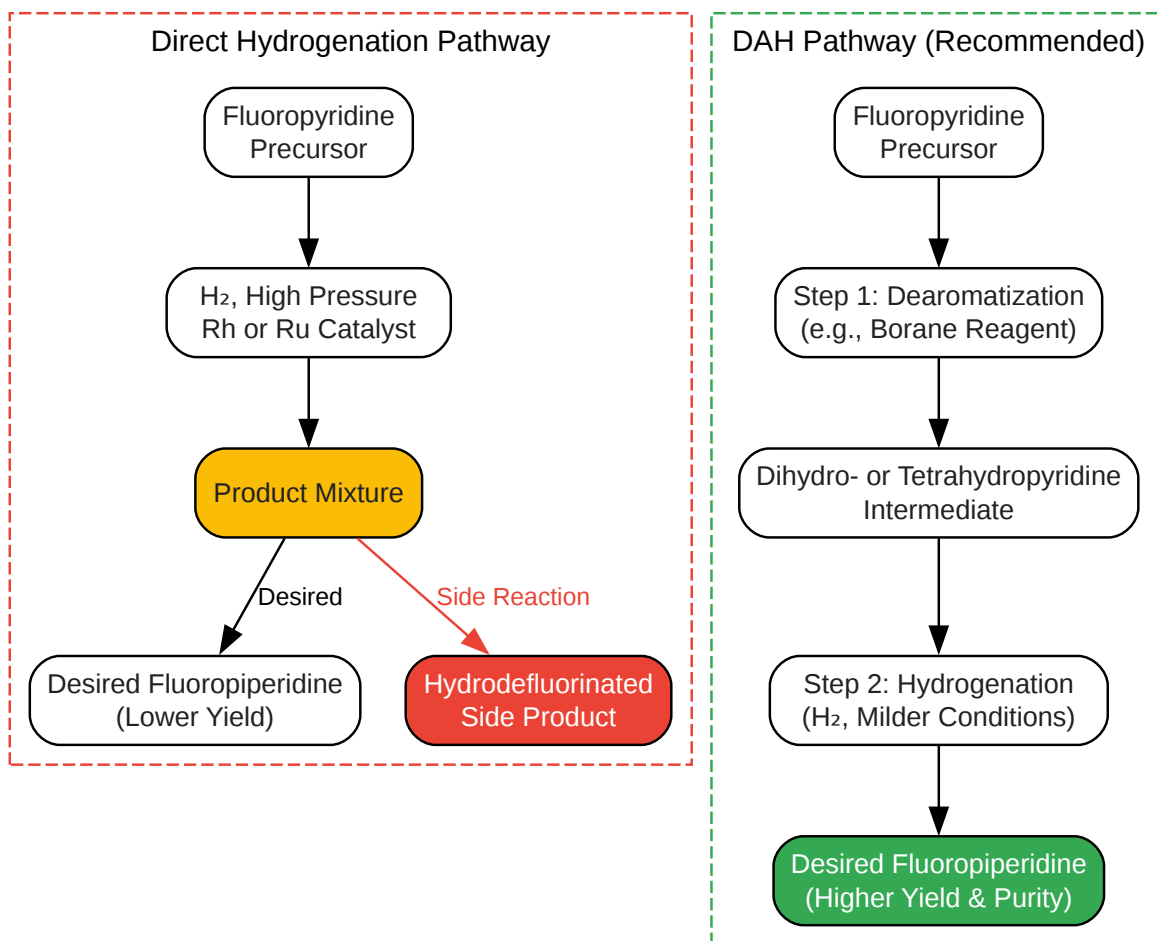 Direct Hydrogenation Pathway
Fluoropyridine
Precursor
H₂, High Pressure
Rh or Ru Catalyst
Product Mixture
Desired
Side Reaction
Desired Fluoropiperidine
(Lower Yield)
Hydrodefluorinated
Side Product
DAH Pathway (Recommended)
Fluoropyridine
Precursor
Step 1: Dearomatization
(e.g., Borane Reagent)
Dihydro- or Tetrahydropyridine
Intermediate
Step 2: Hydrogenation
(H₂, Milder Conditions)
Desired Fluoropiperidine
(Higher Yield & Purity)